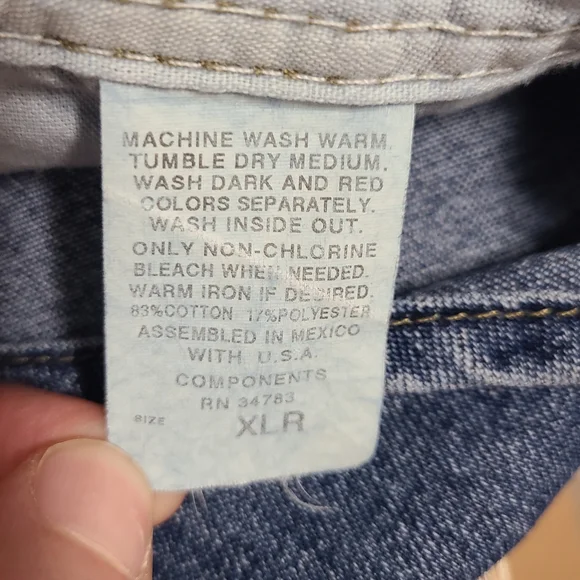 MACHINE WASH WARM.
TUMBLE DRY MEDIUM.
WASH DARK AND RED
COLORS SEPARATELY.
WASH INSIDE OUT.
ONLY NON-CHLORINE
BLEACH WHEN NEEDED.
WARM IRON IF DESIRED.
83%COTTON 17%POLYESTER
ASSEMBLED IN MEXICO
WITH U.S.A.
COMPONENTS
RN 34783
SIZE XLR